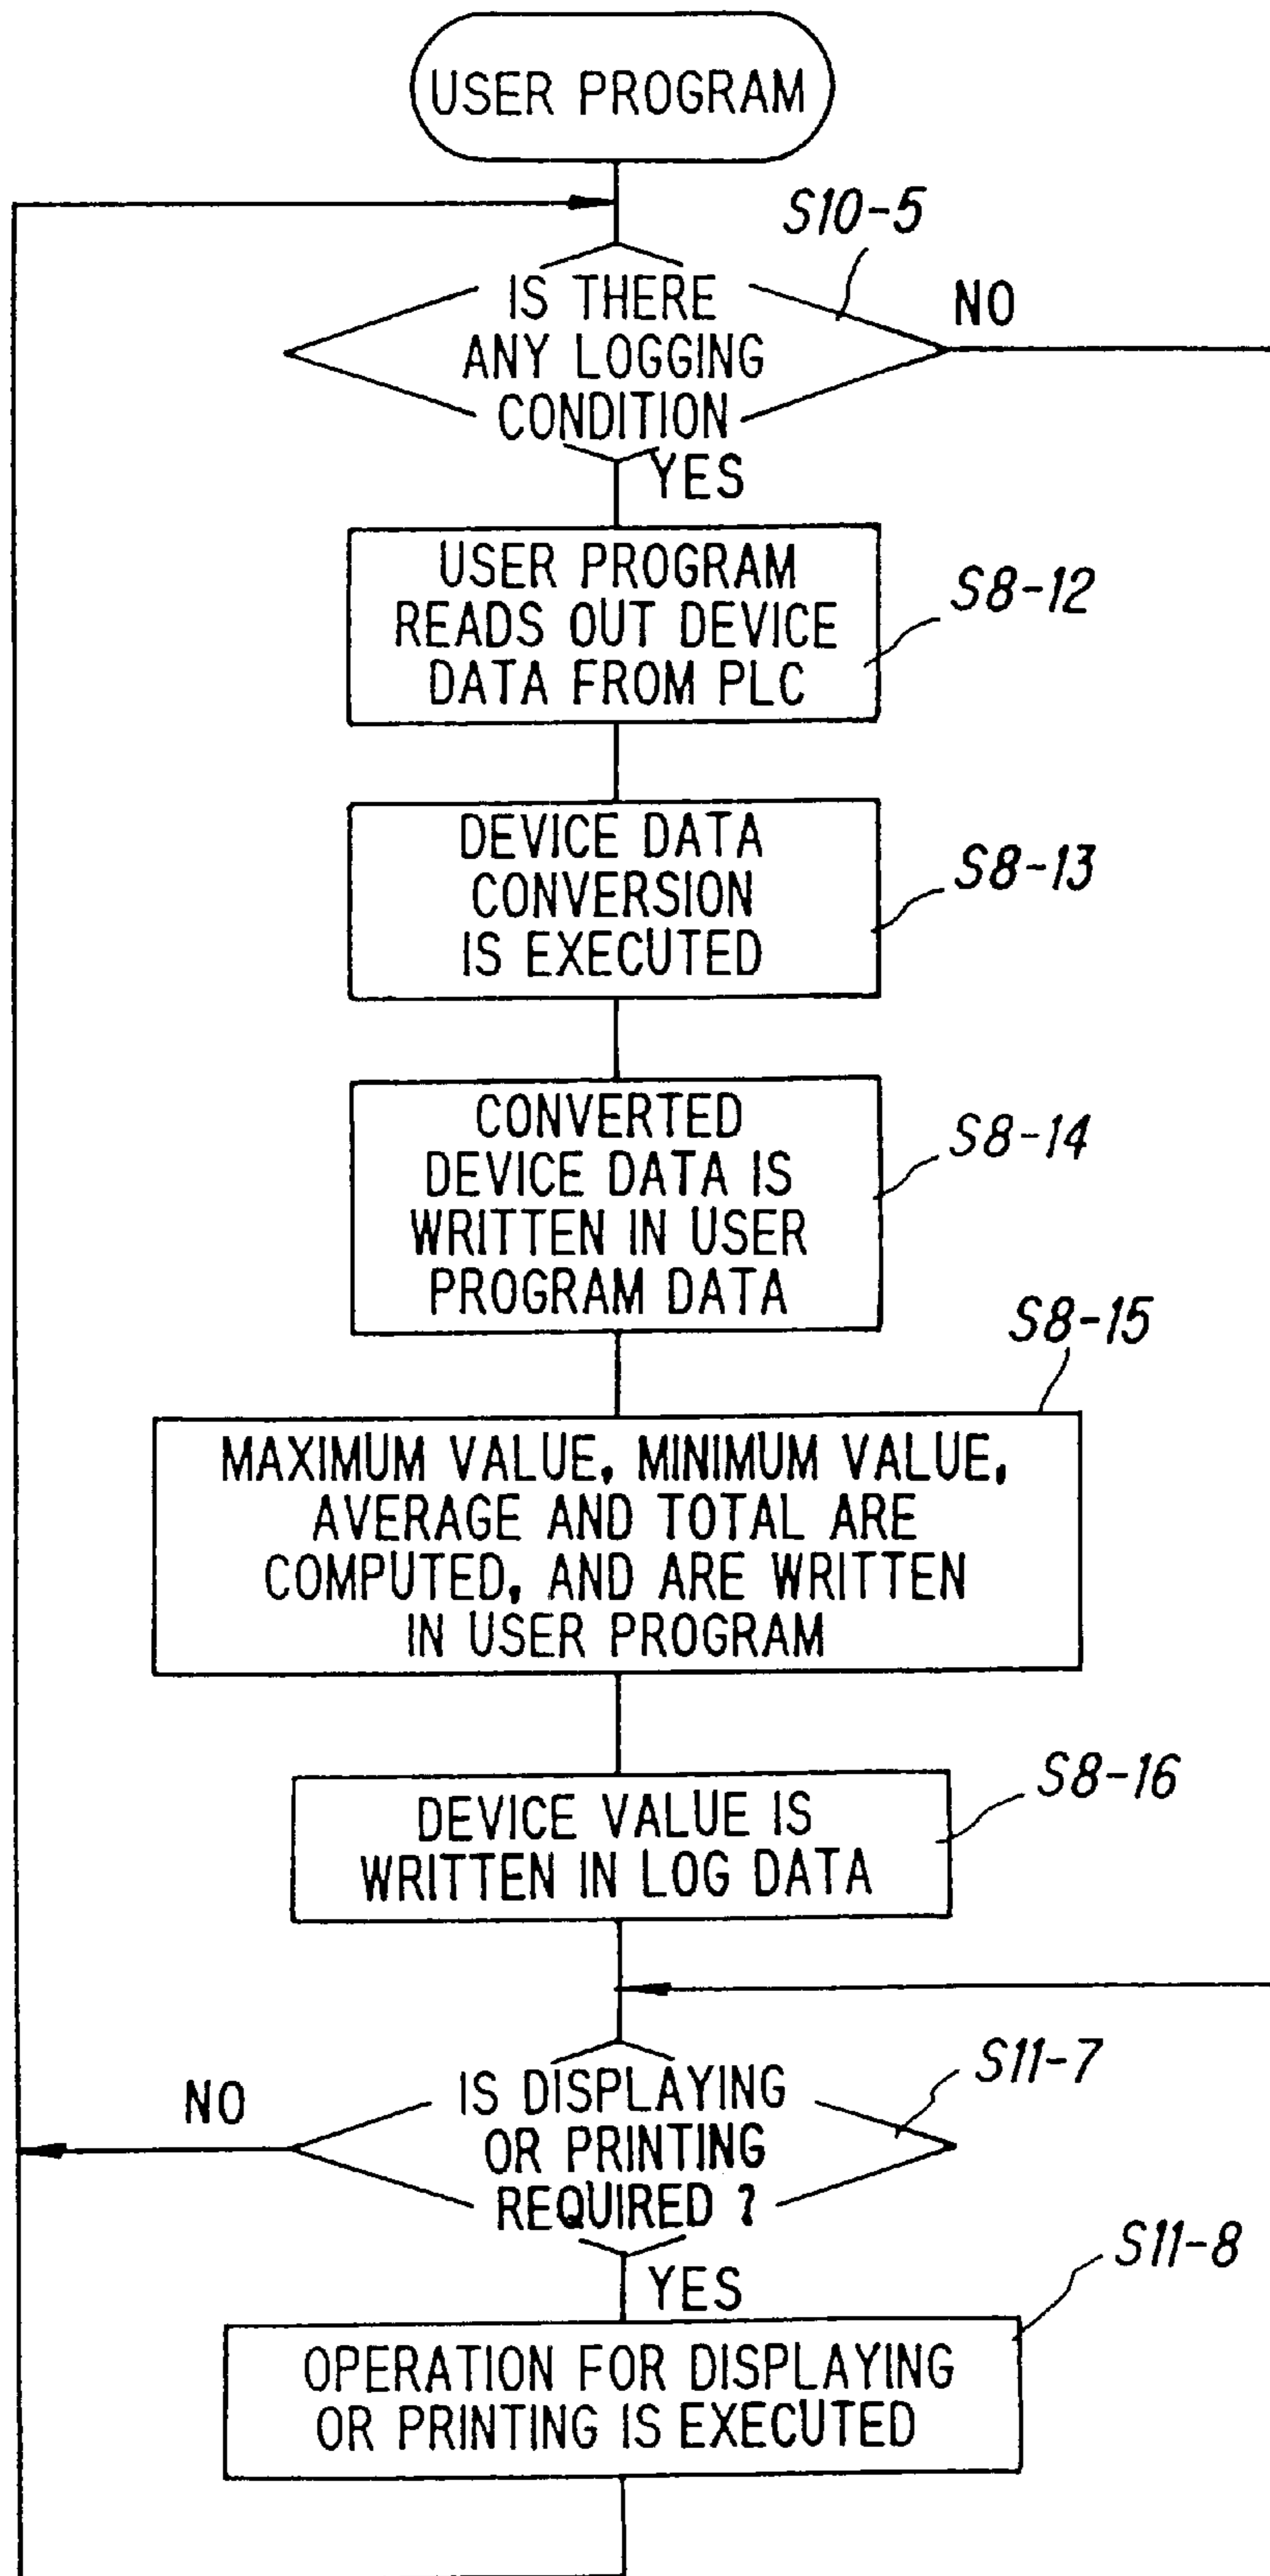 USER PROGRAM
S10-5
IS THERE
ANY LOGGING
CONDITION
NO
YES
USER PROGRAM
READS OUT DEVICE
DATA FROM PLC
S8-12
DEVICE DATA
CONVERSION
IS EXECUTED
S8-13
CONVERTED
DEVICE DATA IS
WRITTEN IN USER
PROGRAM DATA
S8-14
S8-15
MAXIMUM VALUE, MINIMUM VALUE,
AVERAGE AND TOTAL ARE
COMPUTED, AND ARE WRITTEN
IN USER PROGRAM
S8-16
DEVICE VALUE IS
WRITTEN IN LOG DATA
S11-7
NO
IS DISPLAYING
OR PRINTING
REQUIRED ?
YES
S11-8
OPERATION FOR DISPLAYING
OR PRINTING IS EXECUTED